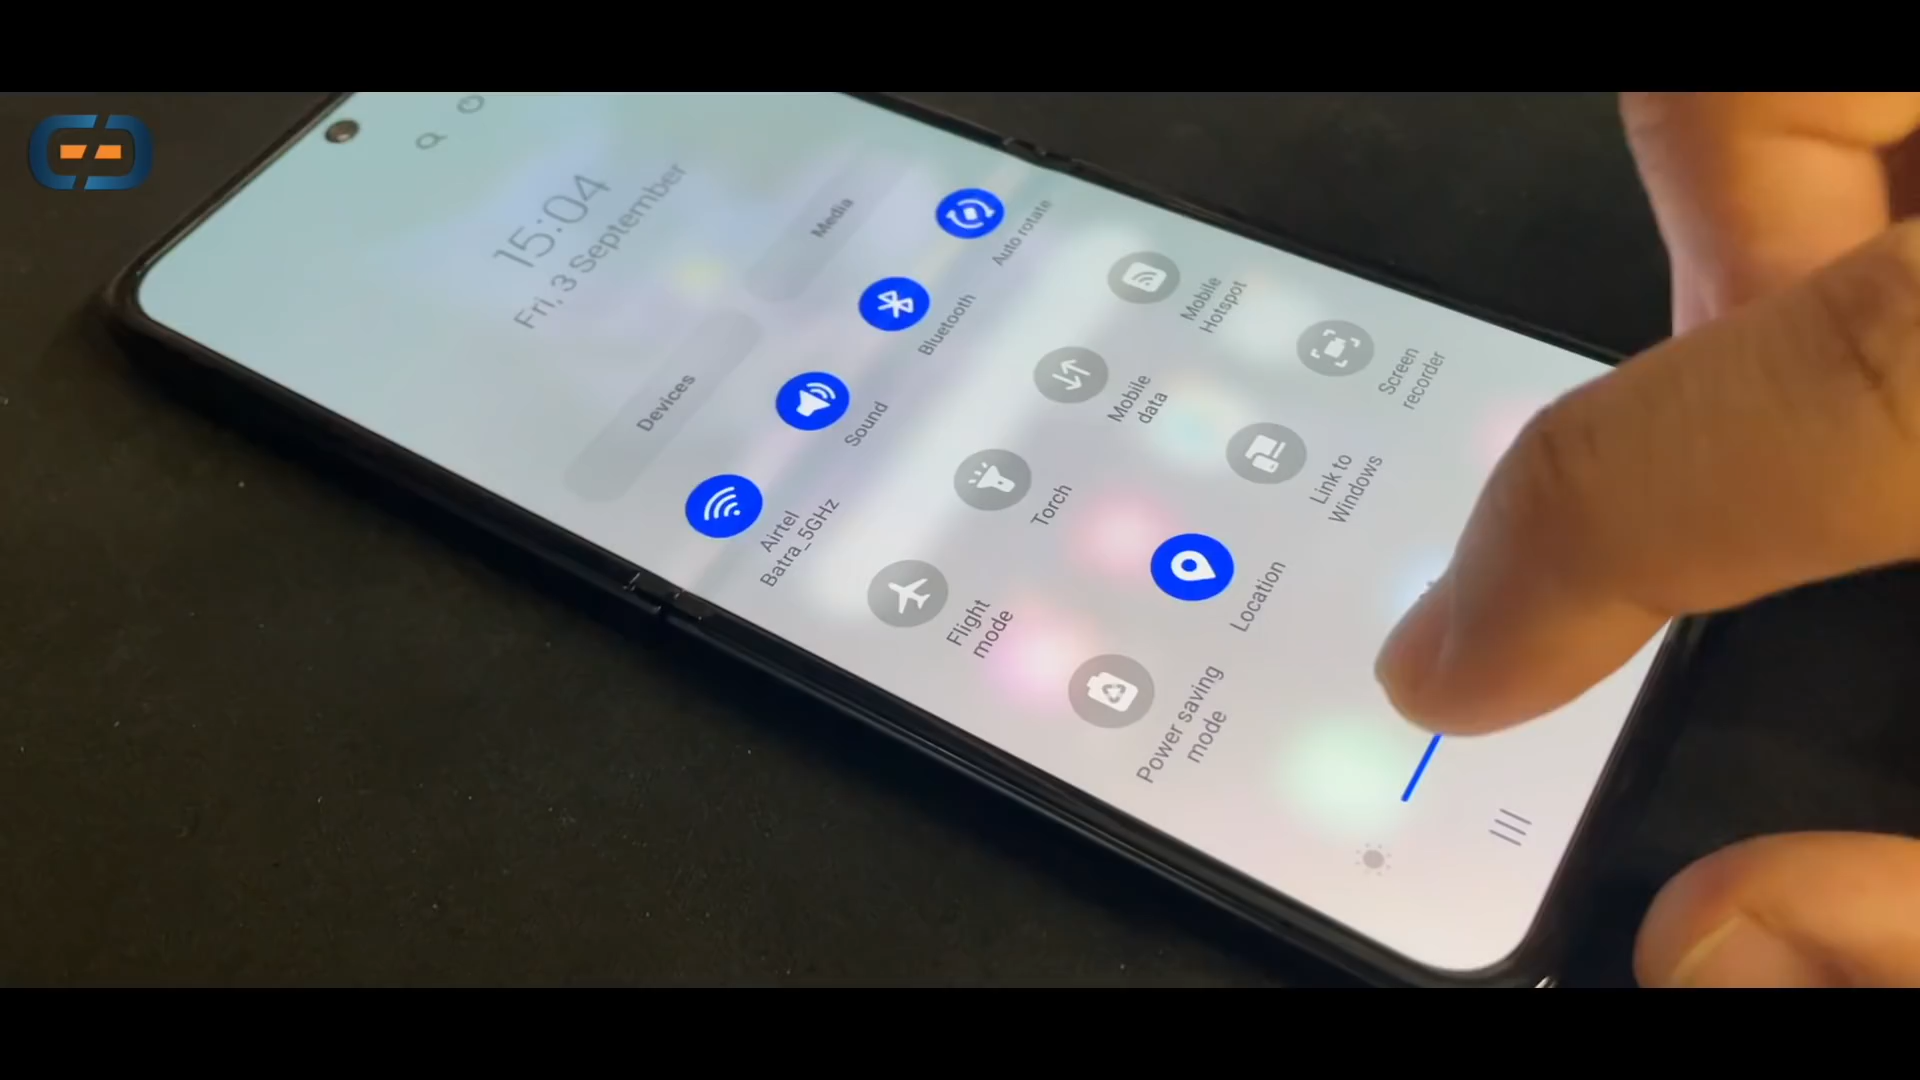 15:04
Fri, 3 September
Devices
Media
Airtel
Batra_5GHz
Sound
Bluetooth
Auto rotate
Flight
mode
Torch
Mobile
data
Mobile
Hotspot
Power saving
mode
Location
Link to
Windows
Screen
recorder